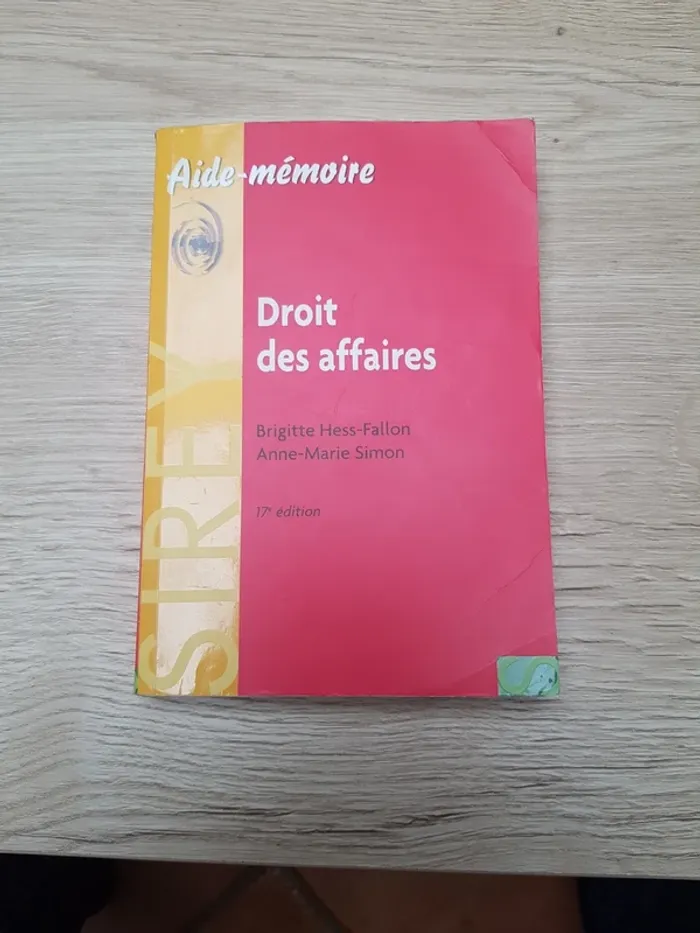 Aide-mémoire
Droit
des affaires
Brigitte Hess-Fallon
Anne-Marie Simon
17e édition
SIREY
S